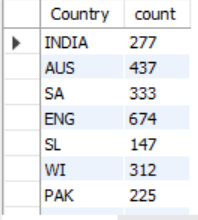 Country count
INDIA 277
AUS 437
SA 333
ENG 674
SL 147
WI 312
PAK 225